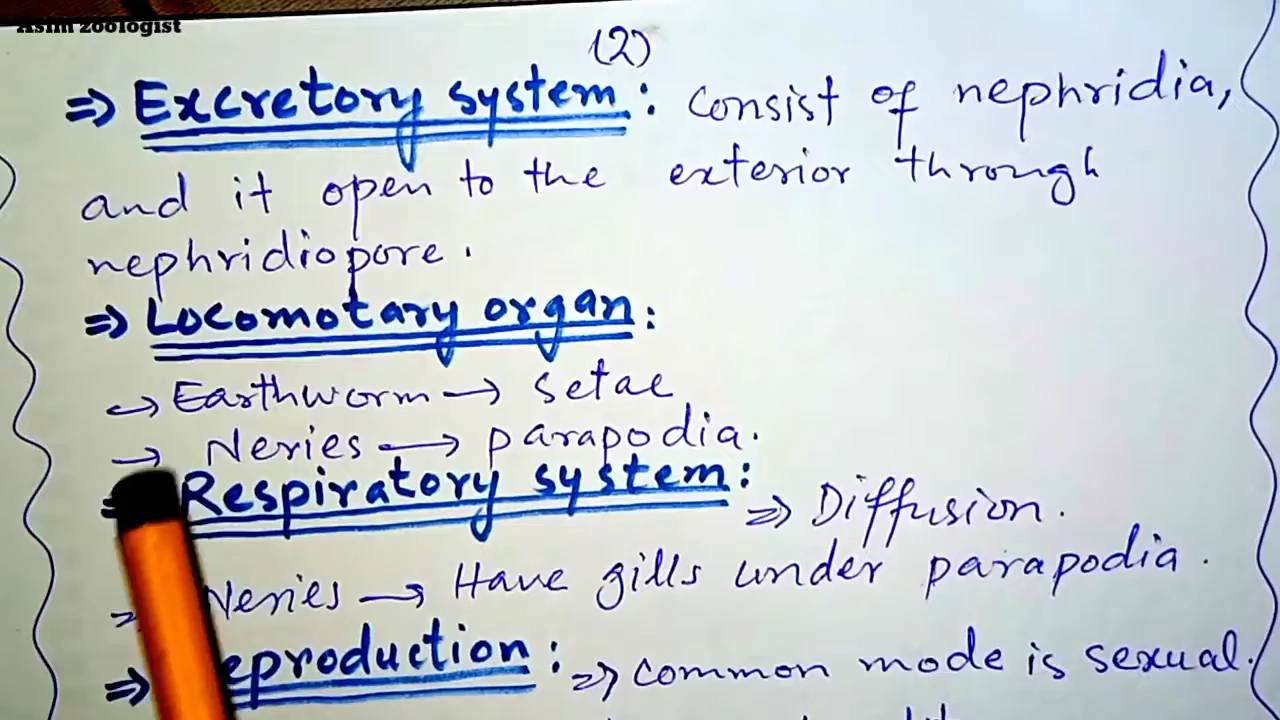 Asim zoologist
(2)
⇒ Excretory system: consist of nephridia,
and it open to the exterior through
nephridiopore.
⇒ Locomotary organ:
↪ Earthworm → setae
→ Neries → parapodia.
⇒ Respiratory system: ⇒ Diffusion.
→ Neries → Have gills under parapodia.
⇒ eproduction: ⇒ common mode is sexual.